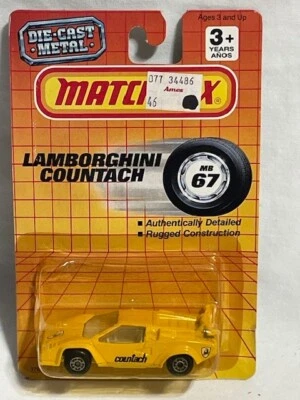 DIE-CAST
METAL
Ages 3 and Up
3+
YEARS
AÑOS
077 34486
Ames
46
MATCHBOX
LAMBORGHINI
COUNTACH
MB
67
■ Authentically Detailed
■ Rugged Construction
countach